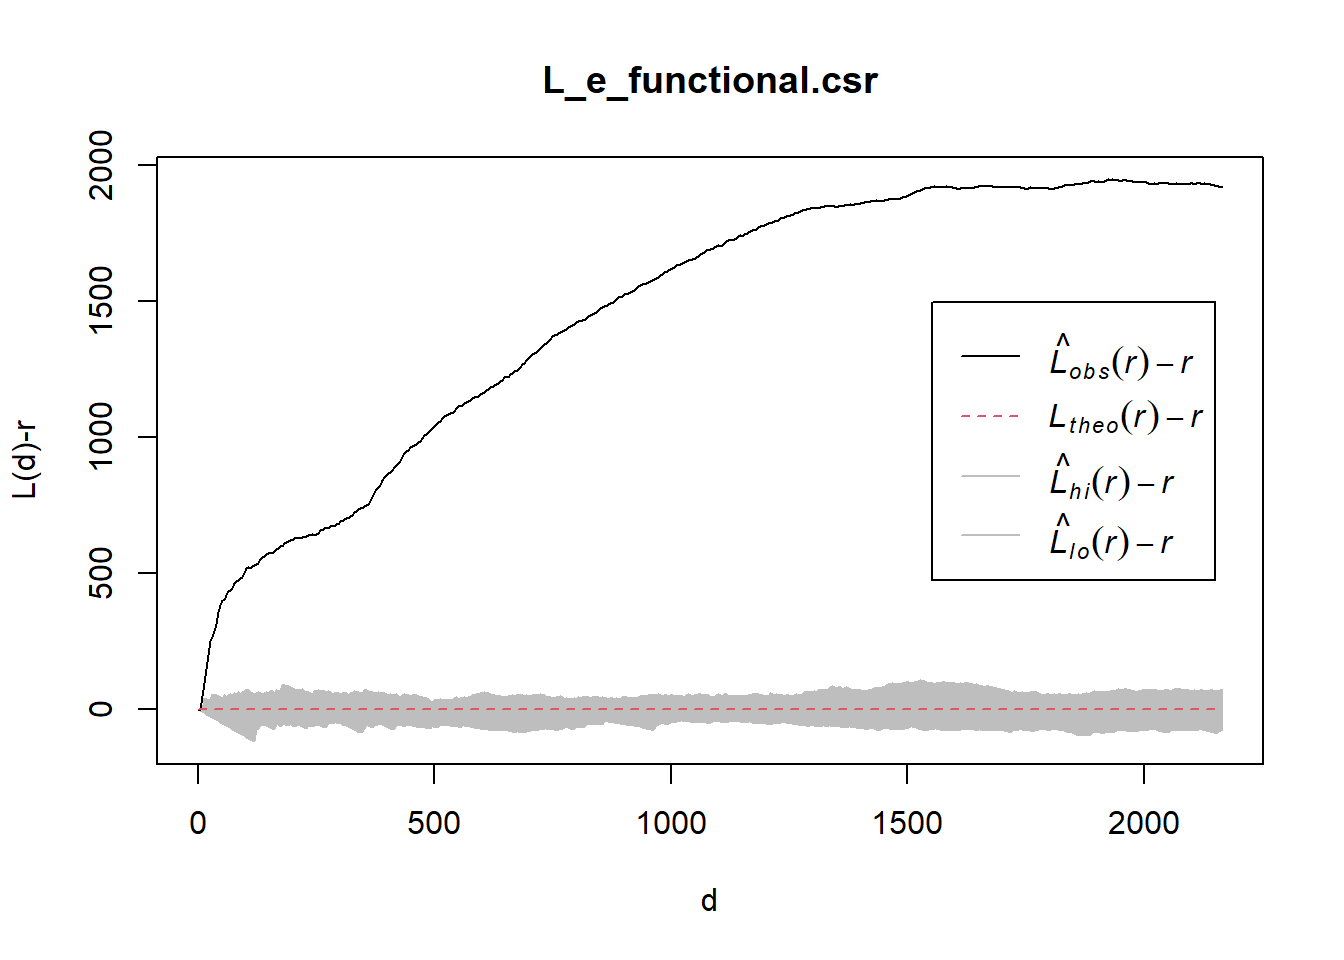 L_e_functional.csr
L(d)-r
2000
1500
1000
500
0
L̂obs(r) − r
Ltheo(r) − r
L̂hi(r) − r
L̂lo(r) − r
0 500 1000 1500 2000
d